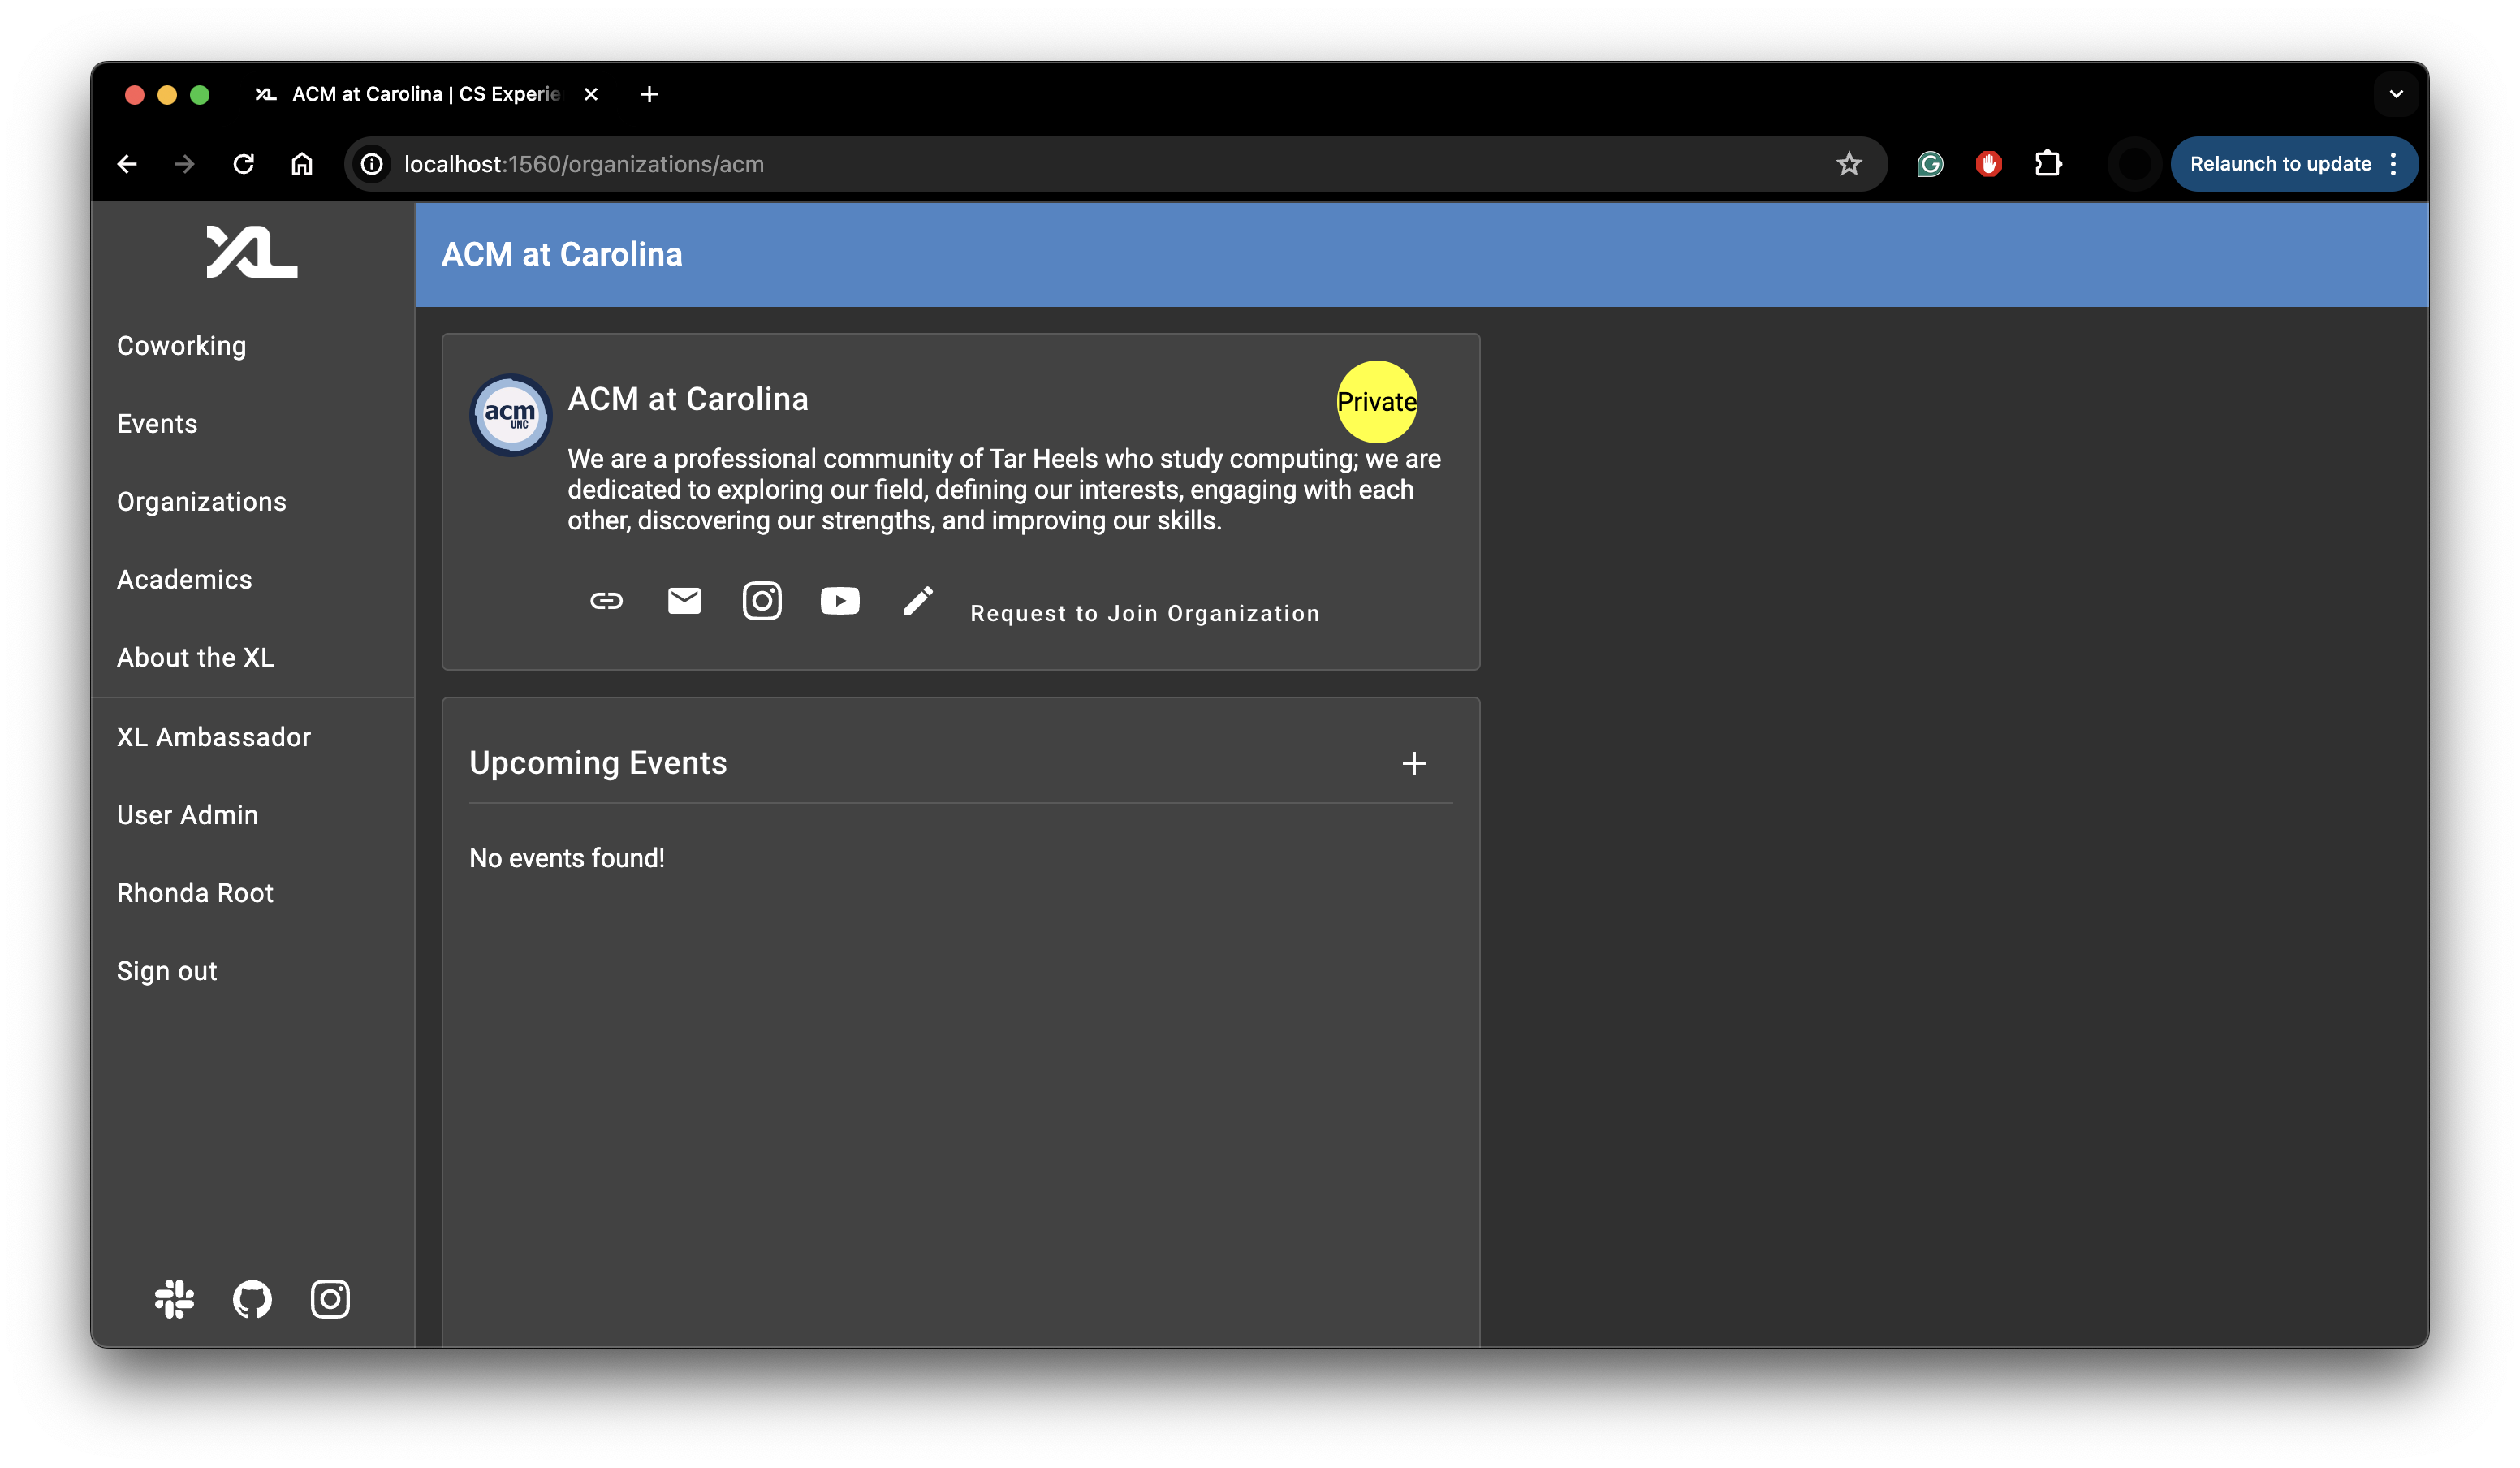 ACM at Carolina | CS Experie
localhost:1560/organizations/acm
Relaunch to update
XL
Coworking
Events
Organizations
Academics
About the XL
XL Ambassador
User Admin
Rhonda Root
Sign out
ACM at Carolina
acm
UNC
ACM at Carolina
Private
We are a professional community of Tar Heels who study computing; we are
dedicated to exploring our field, defining our interests, engaging with each
other, discovering our strengths, and improving our skills.
Request to Join Organization
Upcoming Events
No events found!